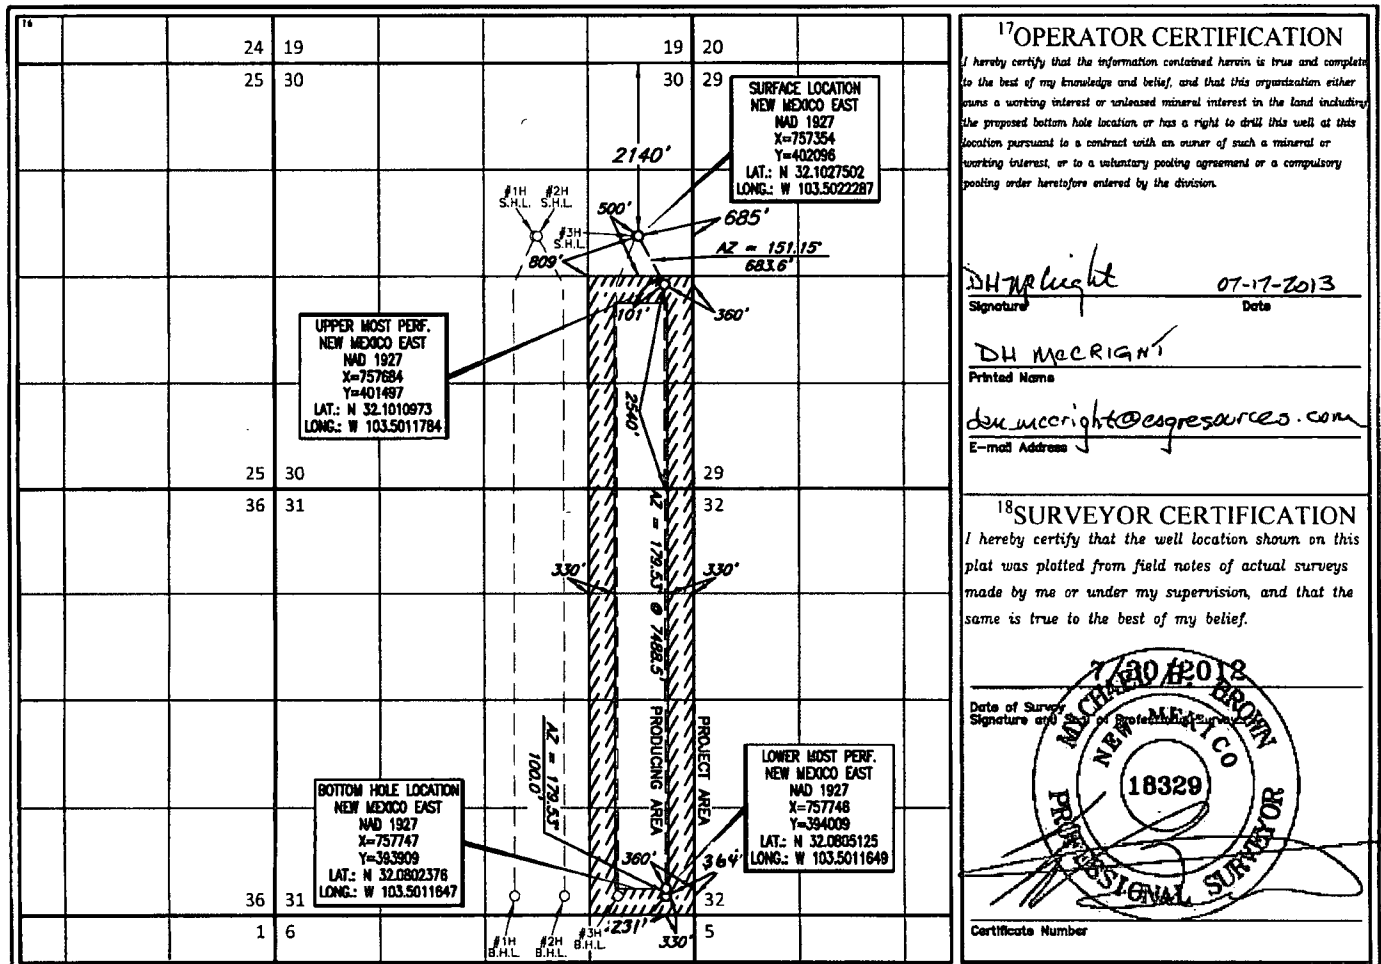 16
24 19
19 20
25 30
30 29
SURFACE LOCATION
NEW MEXICO EAST
NAD 1927
X=757354
Y=402096
LAT.: N 32.1027502
LONG.: W 103.5022287
2140'
#1H
S.H.L.
#2H
S.H.L.
#3H
S.H.L.
500'
685'
809'
AZ = 151.15°
683.6'
101'
360'
UPPER MOST PERF.
NEW MEXICO EAST
NAD 1927
X=757684
Y=401497
LAT.: N 32.1010973
LONG.: W 103.5011784
2540'
25 30
29
36 31
32
AZ = 179.53° @ 7488.5'
330'
330'
PRODUCING AREA
PROJECT AREA
AZ = 179.53°
100.0'
BOTTOM HOLE LOCATION
NEW MEXICO EAST
NAD 1927
X=757747
Y=393909
LAT.: N 32.0802376
LONG.: W 103.5011647
LOWER MOST PERF.
NEW MEXICO EAST
NAD 1927
X=757748
Y=394009
LAT.: N 32.0805125
LONG.: W 103.5011649
360'
364'
36 31
32
1 6
5
231'
330'
#1H
B.H.L.
#2H
B.H.L.
#3H
B.H.L.
17 OPERATOR CERTIFICATION
I hereby certify that the information contained herein is true and complete
to the best of my knowledge and belief, and that this organization either
owns a working interest or unleased mineral interest in the land including
the proposed bottom hole location or has a right to drill this well at this
location pursuant to a contract with an owner of such a mineral or
working interest, or to a voluntary pooling agreement or a compulsory
pooling order heretofore entered by the division.
07-17-2013
Signature Date
DH McCRIGHT
Printed Name
E-mail Address
18 SURVEYOR CERTIFICATION
I hereby certify that the well location shown on this
plat was plotted from field notes of actual surveys
made by me or under my supervision, and that the
same is true to the best of my belief.
Date of Survey
Signature and Seal of Professional Surveyor
NEW MEXICO
18329
PROFESSIONAL SURVEYOR
Certificate Number